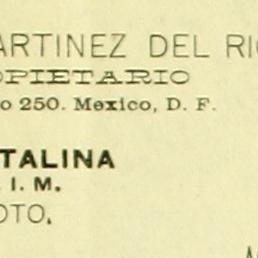 ARTINEZ DEL RI
OPIETARIO
o 250. Mexico, D. F.
TALINA
. I. M.
OTO.